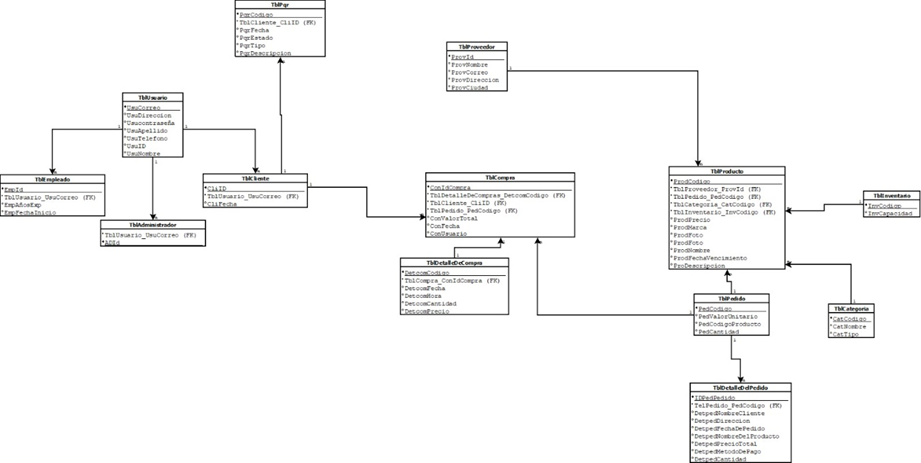 TblPqr
*PqrCodigo
*TblCliente_CliID (FK)
*PqrFecha
*PqrEstado
*PqrTipo
*PqrDescripcion
TblProveedor
*ProvId
*ProvNombre
*ProvCorreo
*ProvDireccion
*ProvCiudad
TblUsuario
*UsuCorreo
*UsuDireccion
*Usucontraseña
*UsuApellido
*UsuTelefono
*UsuID
*UsuNombre
TblEmpleado
*EmpId
*TblUsuario_UsuCorreo (FK)
*EmpAñosExp
*EmpFechaInicio
TblCliente
*CliID
*TblUsuario_UsuCorreo (FK)
*CliFecha
TblAdministrador
*TblUsuario_UsuCorreo (FK)
*ADId
TblCompra
*ConIdCompra
*TblDetalleDeCompras_DetcomCodigo (FK)
*TblCliente_CliID (FK)
*TblPedido_PedCodigo (FK)
*ConValorTotal
*ConFecha
*ConUsuario
TblDetalleDeCompra
*DetcomCodigo
*TblCompra_ConIdCompra (FK)
*DetcomFecha
*DetcomHora
*DetcomCantidad
*DetcomPrecio
TblProducto
*ProdCodigo
*TblProveedor_ProvId (FK)
*TblPedido_PedCodigo (FK)
*TblCategoria_CatCodigo (FK)
*TblInventario_InvCodigo (FK)
*ProdPrecio
*ProdMarca
*ProdFoto
*ProdFoto
*ProdNombre
*ProdFechaVencimiento
*ProDescripcion
TblInventario
*InvCodigo
*InvCapacidad
TblPedido
*PedCodigo
*PedValorUnitario
*PedCodigoProducto
*PedCantidad
TblCategoria
*CatCodigo
*CatNombre
*CatTipo
TblDetalleDelPedido
*IDPedPedido
*TelPedido_PedCodigo (FK)
*DetpedNombreCliente
*DetpedDireccion
*DetpedFechaDePedido
*DetpedNombreDelProducto
*DetpedPrecioTotal
*DetpedMetodoDePago
*DetpedCantidad